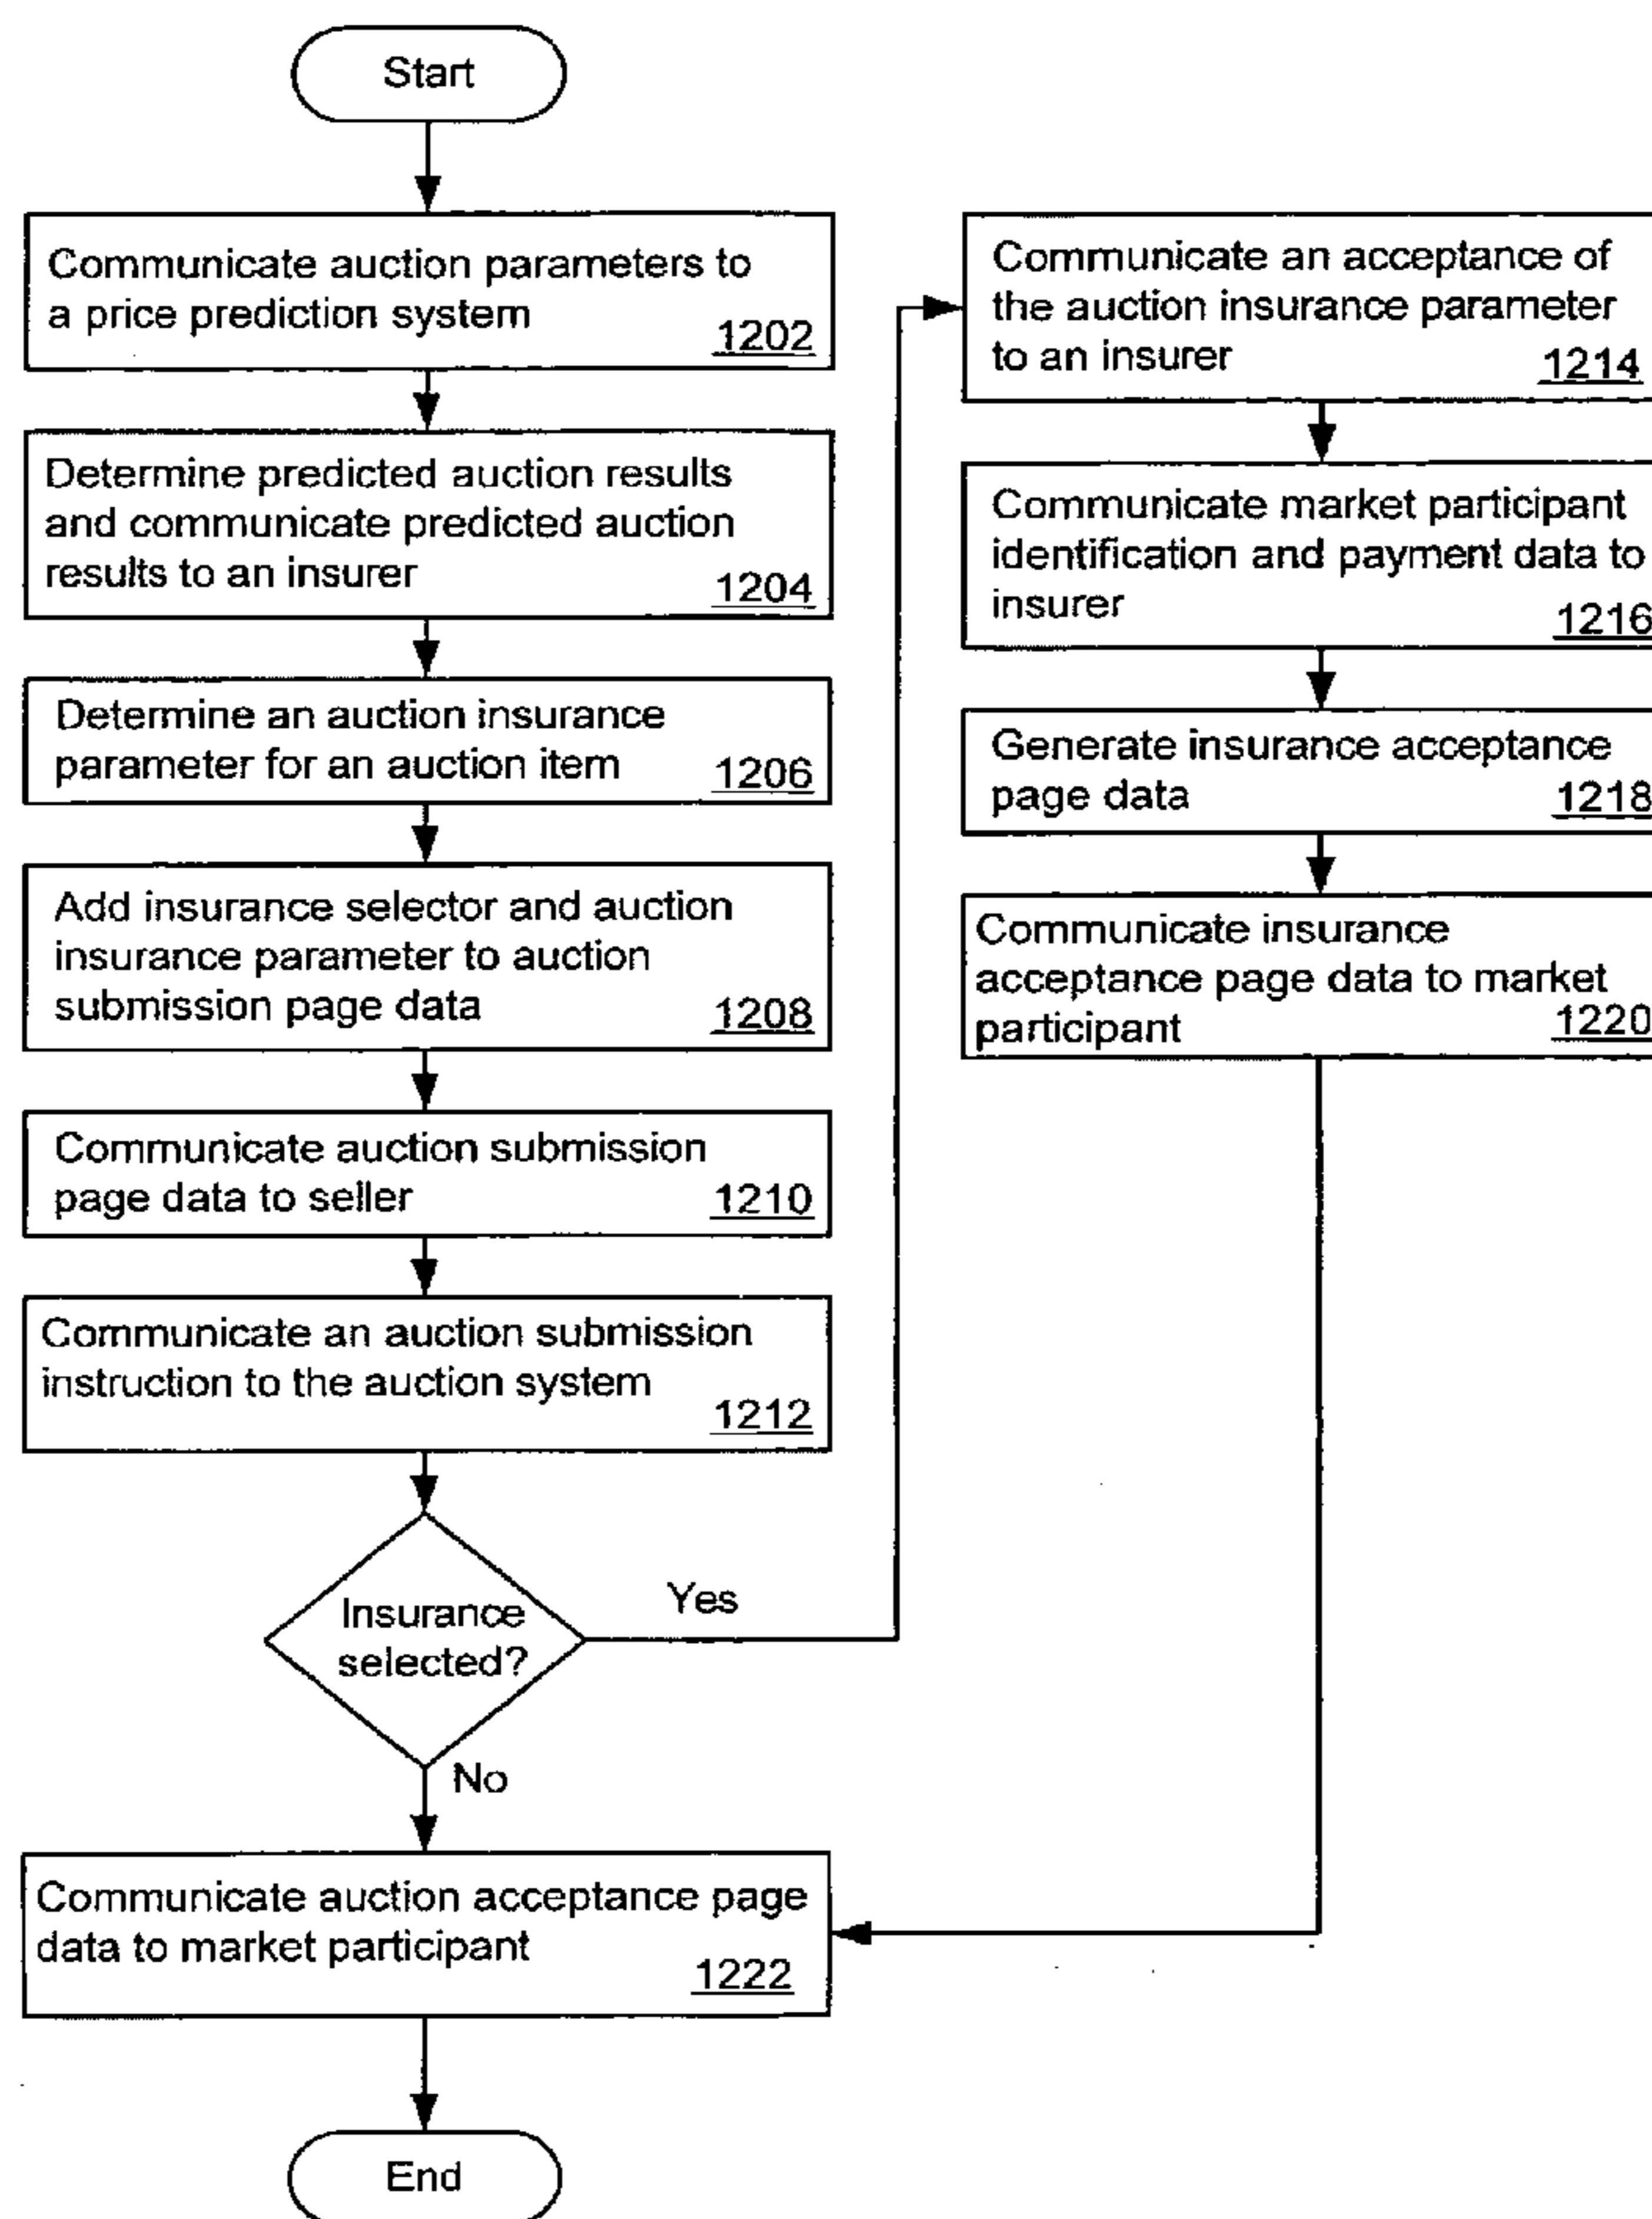 Start
Communicate auction parameters to
a price prediction system
1202
Determine predicted auction results
and communicate predicted auction
results to an insurer
1204
Determine an auction insurance
parameter for an auction item
1206
Add insurance selector and auction
insurance parameter to auction
submission page data
1208
Communicate auction submission
page data to seller
1210
Communicate an auction submission
instruction to the auction system
1212
Insurance
selected?
Yes
No
Communicate an acceptance of
the auction insurance parameter
to an insurer
1214
Communicate market participant
identification and payment data to
insurer
1216
Generate insurance acceptance
page data
1218
Communicate insurance
acceptance page data to market
participant
1220
Communicate auction acceptance page
data to market participant
1222
End